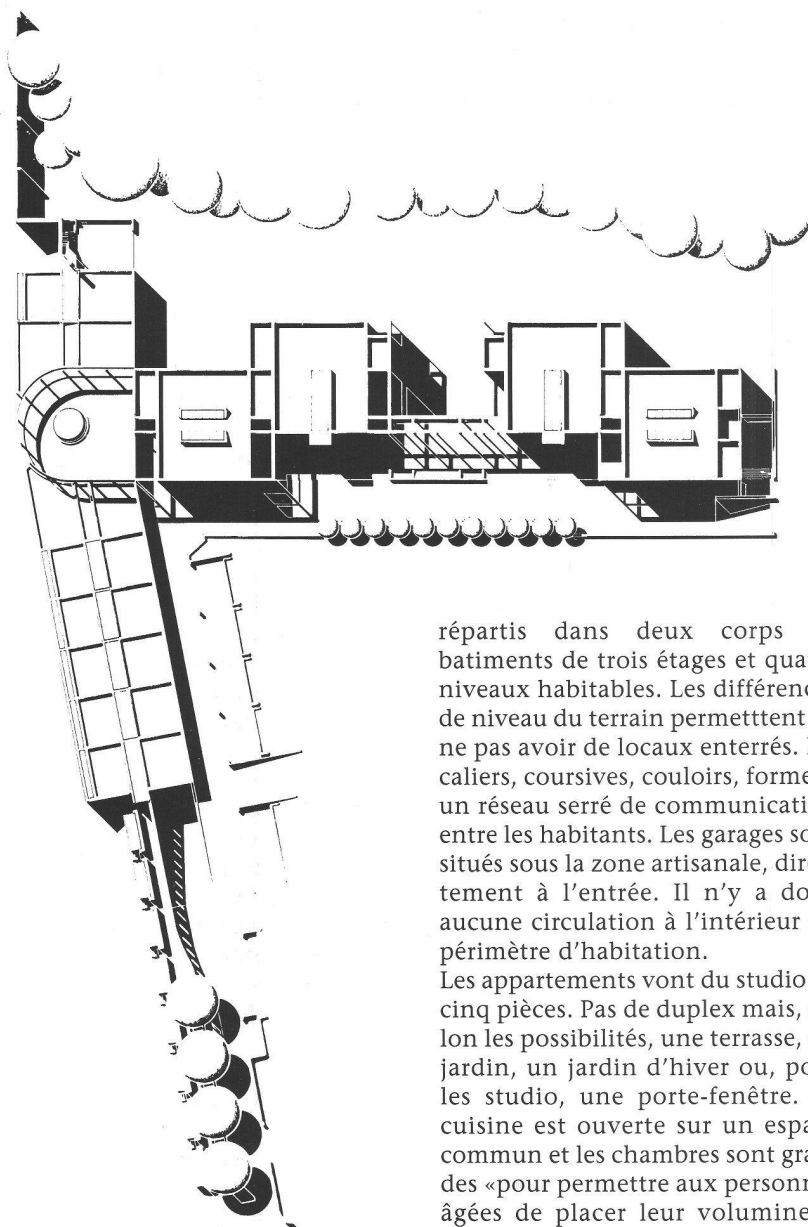 répartis dans deux corps
batiments de trois étages et quat
niveaux habitables. Les différenc
de niveau du terrain permetttent
ne pas avoir de locaux enterrés.
caliers, coursives, couloirs, forme
un réseau serré de communicati
entre les habitants. Les garages so
situés sous la zone artisanale, dire
tement à l'entrée. Il n'y a do
aucune circulation à l'intérieur
périmètre d'habitation.
Les appartements vont du studio
cinq pièces. Pas de duplex mais,
lon les possibilités, une terrasse,
jardin, un jardin d'hiver ou, po
les studio, une porte-fenêtre.
cuisine est ouverte sur un espa
commun et les chambres sont gra
des «pour permettre aux personn
âgées de placer leur volumine